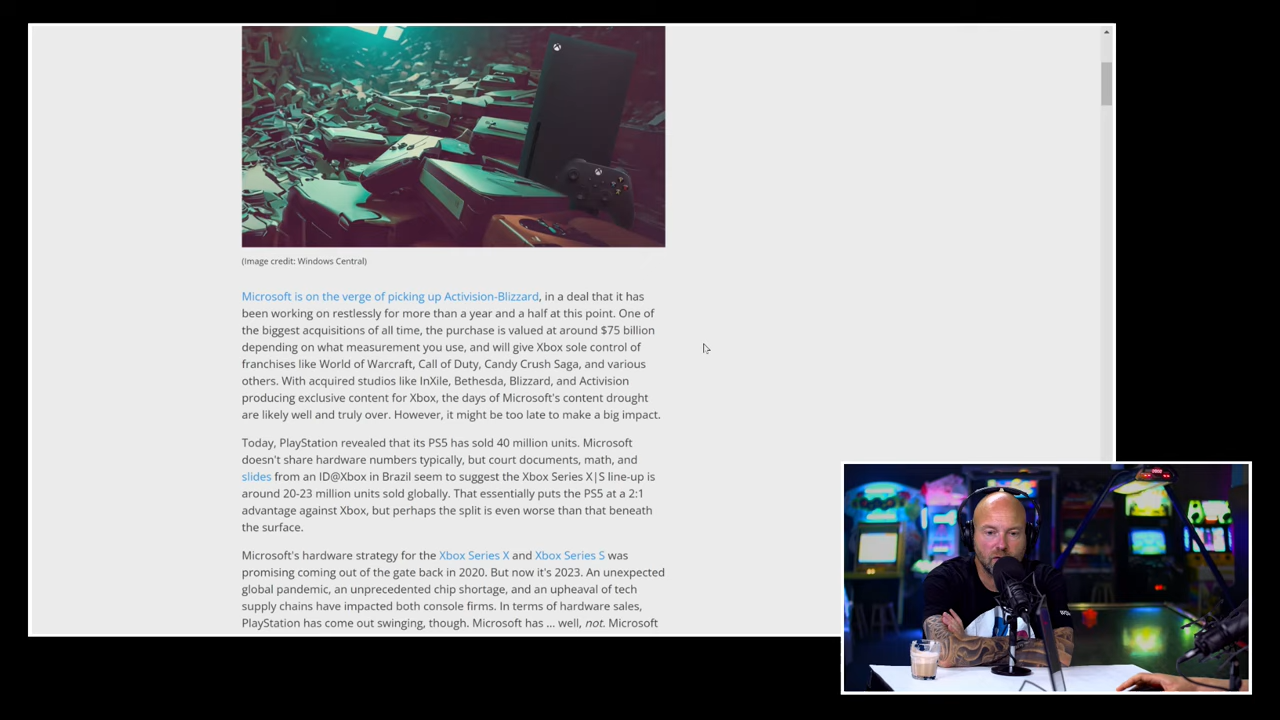 (Image credit: Windows Central)
Microsoft is on the verge of picking up Activision-Blizzard, in a deal that it has
been working on restlessly for more than a year and a half at this point. One of
the biggest acquisitions of all time, the purchase is valued at around $75 billion
depending on what measurement you use, and will give Xbox sole control of
franchises like World of Warcraft, Call of Duty, Candy Crush Saga, and various
others. With acquired studios like InXile, Bethesda, Blizzard, and Activision
producing exclusive content for Xbox, the days of Microsoft's content drought
are likely well and truly over. However, it might be too late to make a big impact.
Today, PlayStation revealed that its PS5 has sold 40 million units. Microsoft
doesn't share hardware numbers typically, but court documents, math, and
slides from an ID@Xbox in Brazil seem to suggest the Xbox Series X|S line-up is
around 20-23 million units sold globally. That essentially puts the PS5 at a 2:1
advantage against Xbox, but perhaps the split is even worse than that beneath
the surface.
Microsoft's hardware strategy for the Xbox Series X and Xbox Series S was
promising coming out of the gate back in 2020. But now it's 2023. An unexpected
global pandemic, an unprecedented chip shortage, and an upheaval of tech
supply chains have impacted both console firms. In terms of hardware sales,
PlayStation has come out swinging, though. Microsoft has ... well, not. Microsoft